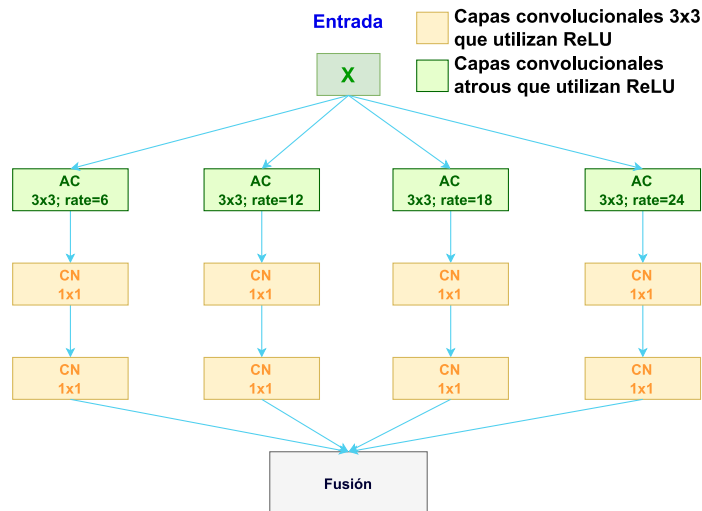 Entrada
Capas convolucionales 3x3
que utilizan ReLU
X
Capas convolucionales
atrous que utilizan ReLU
AC
3x3; rate=6
AC
3x3; rate=12
AC
3x3; rate=18
AC
3x3; rate=24
CN
1x1
CN
1x1
CN
1x1
CN
1x1
CN
1x1
CN
1x1
CN
1x1
CN
1x1
Fusión